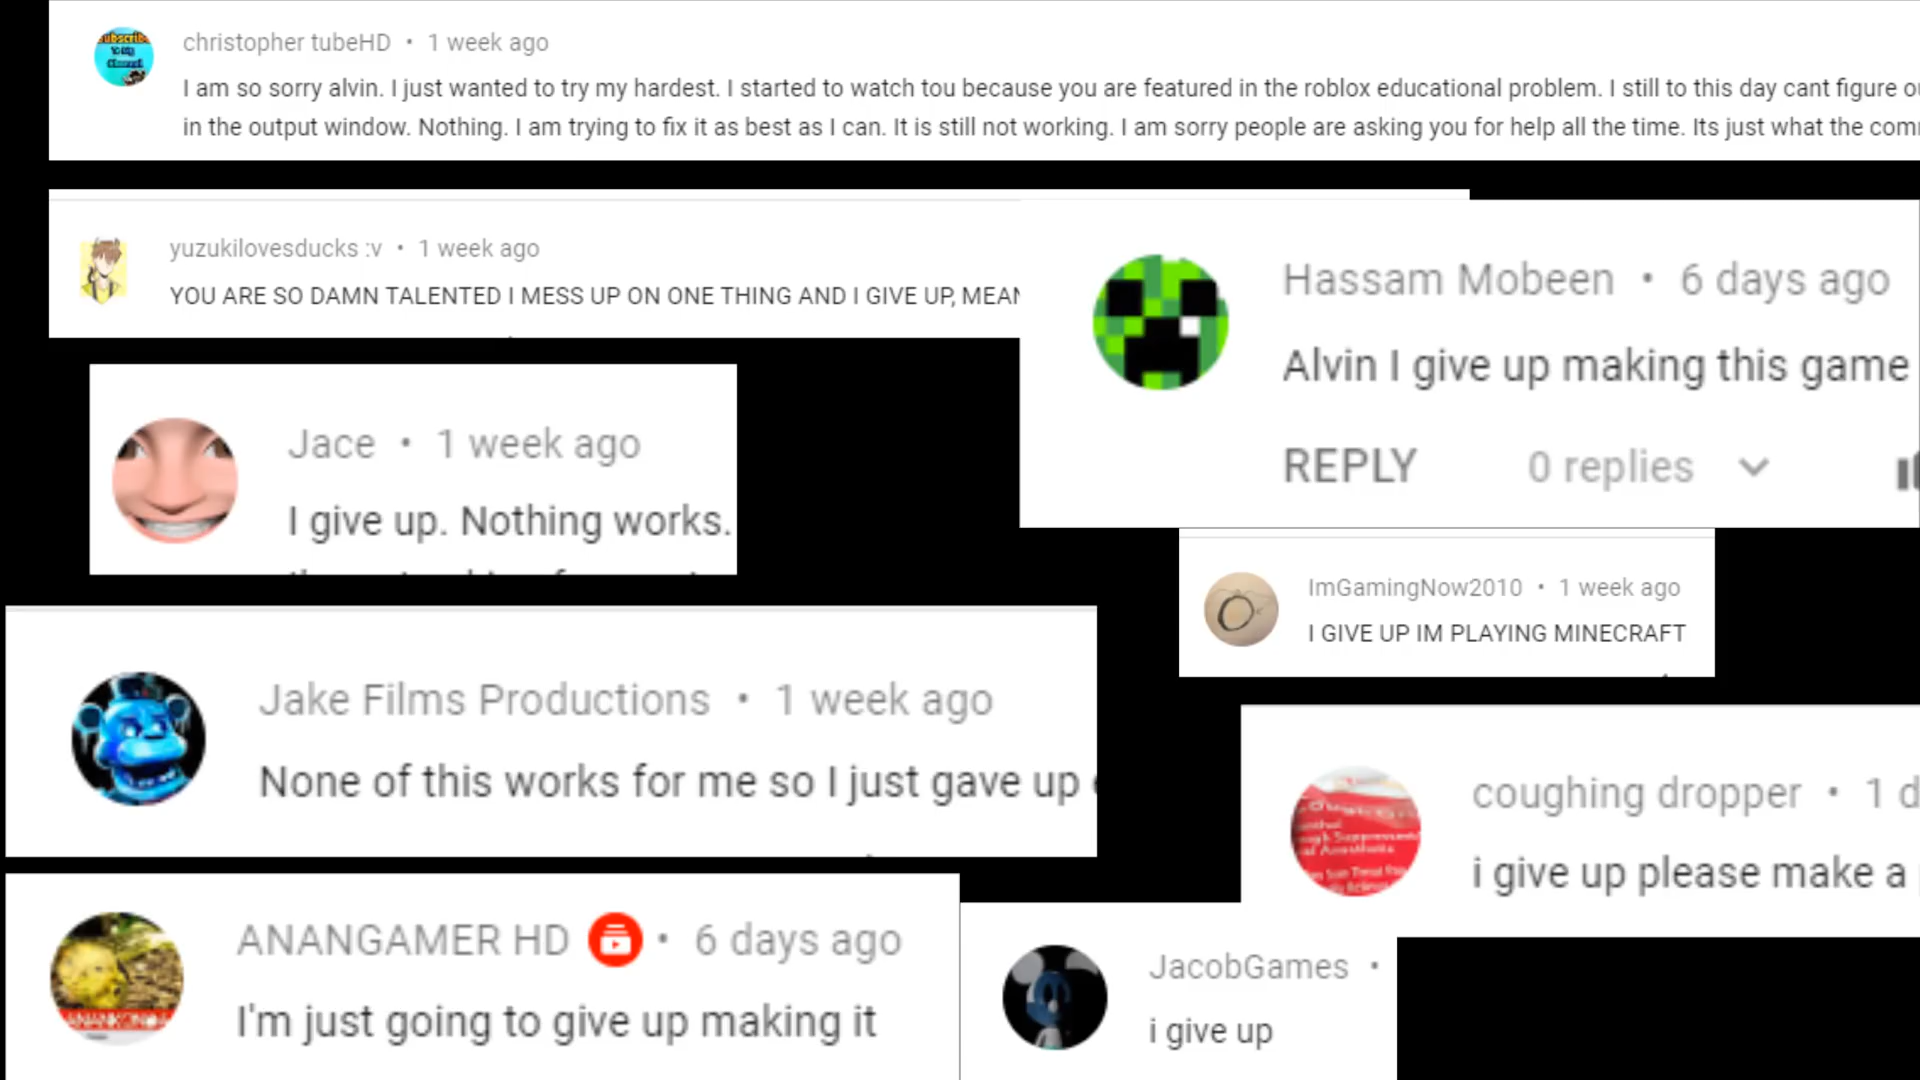 christopher tubeHD • 1 week ago
I am so sorry alvin. I just wanted to try my hardest. I started to watch tou because you are featured in the roblox educational problem. I still to this day cant figure
in the output window. Nothing. I am trying to fix it as best as I can. It is still not working. I am sorry people are asking you for help all the time. Its just what the
yuzukilovesducks :v • 1 week ago
YOU ARE SO DAMN TALENTED I MESS UP ON ONE THING AND I GIVE UP,
Hassam Mobeen • 6 days ago
Alvin I give up making this game
REPLY 0 replies
Jace • 1 week ago
I give up. Nothing works.
ImGamingNow2010 • 1 week ago
I GIVE UP IM PLAYING MINECRAFT
Jake Films Productions • 1 week ago
None of this works for me so I just gave up
coughing dropper • 1 d
i give up please make a
ANANGAMER HD • 6 days ago
I'm just going to give up making it
JacobGames •
i give up